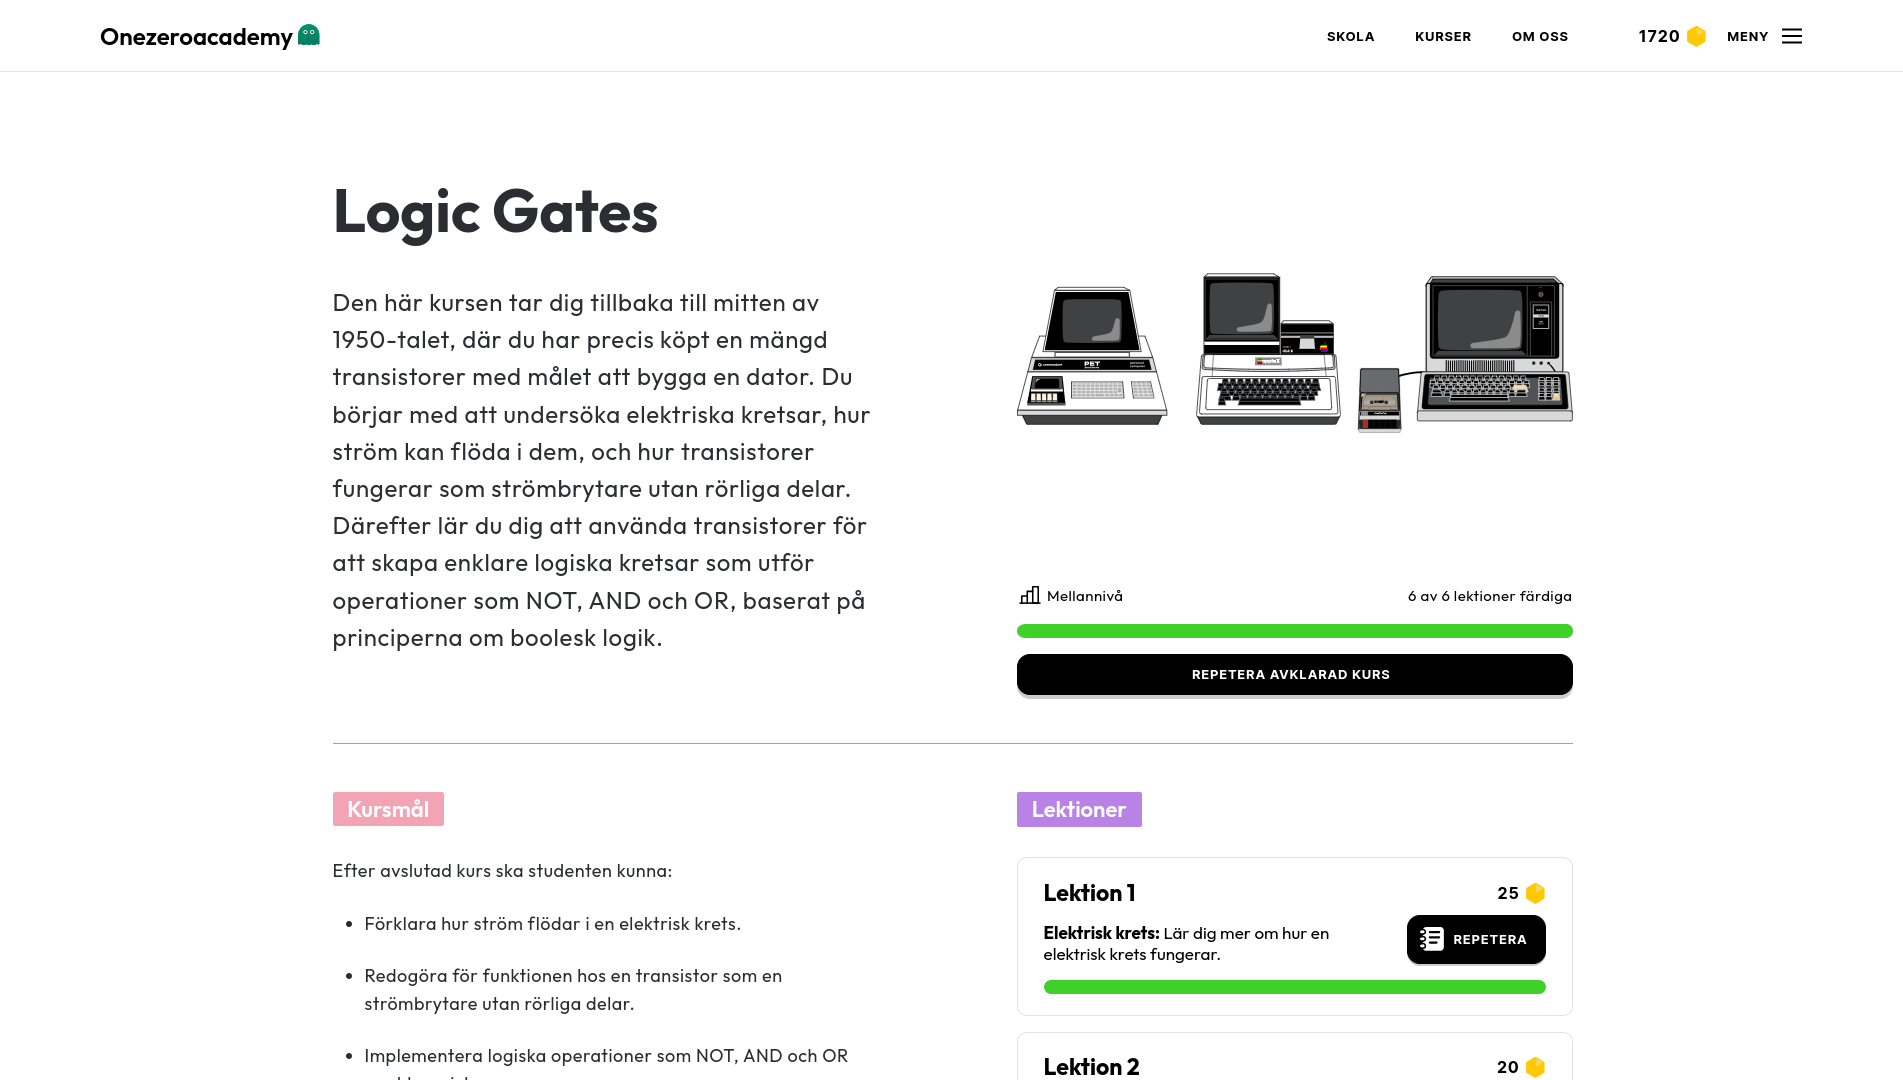 Onezeroacademy
SKOLA
KURSER
OM OSS
1720
MENY
Logic Gates
Den här kursen tar dig tillbaka till mitten av
1950-talet, där du har precis köpt en mängd
transistorer med målet att bygga en dator. Du
börjar med att undersöka elektriska kretsar, hur
ström kan flöda i dem, och hur transistorer
fungerar som strömbrytare utan rörliga delar.
Därefter lär du dig att använda transistorer för
att skapa enklare logiska kretsar som utför
operationer som NOT, AND och OR, baserat på
principerna om boolesk logik.
PET
Mellannivå
6 av 6 lektioner färdiga
REPETERA AVKLARAD KURS
Kursmål
Efter avslutad kurs ska studenten kunna:
• Förklara hur ström flödar i en elektrisk krets.
• Redogöra för funktionen hos en transistor som en
strömbrytare utan rörliga delar.
• Implementera logiska operationer som NOT, AND och OR
Lektioner
Lektion 1
25
Elektrisk krets: Lär dig mer om hur en
elektrisk krets fungerar.
REPETERA
Lektion 2
20